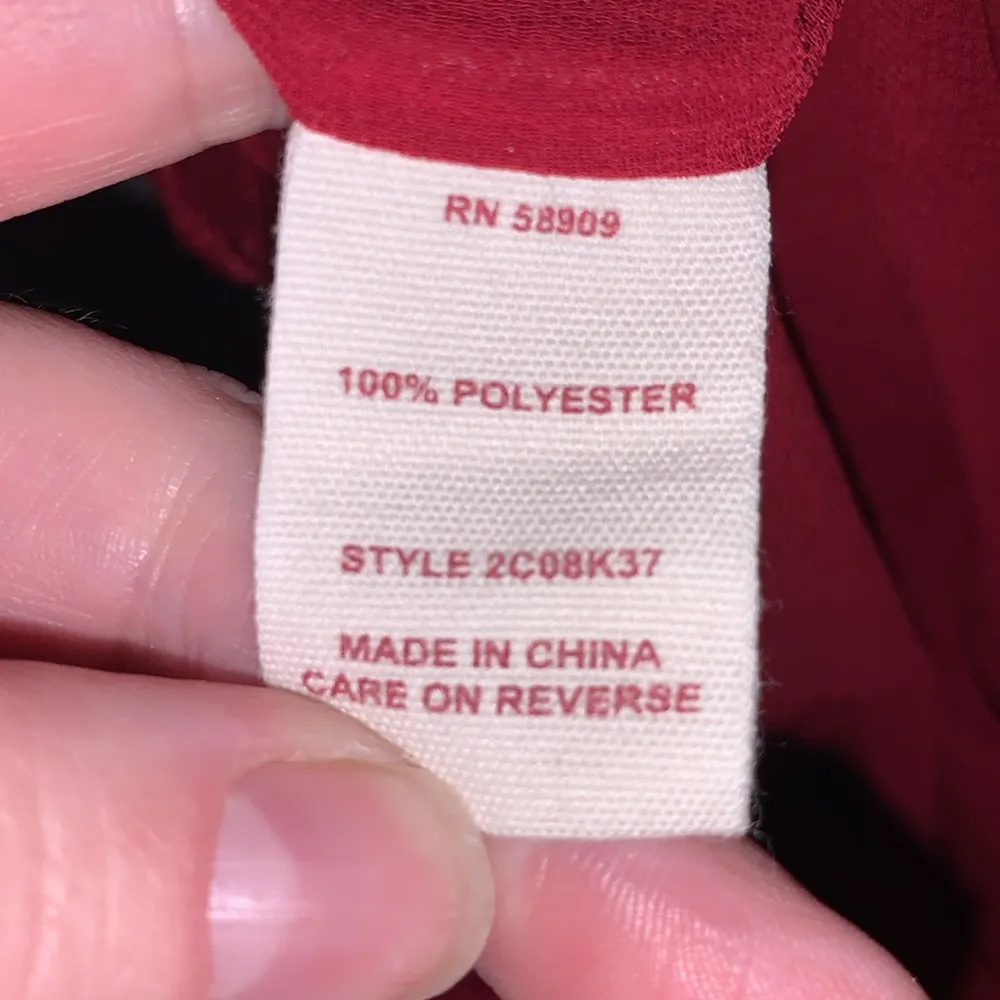 RN 58909
100% POLYESTER
STYLE 2C08K37
MADE IN CHINA
CARE ON REVERSE